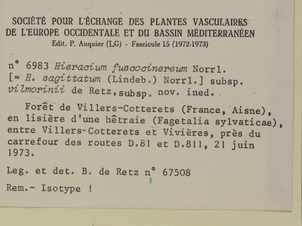 SOCIÉTÉ POUR L'ÉCHANGE DES PLANTES VASCULAIRES
DE L'EUROPE OCCIDENTALE ET DU BASSIN MÉDITERRANÉEN
Edit. P. Auquier (LG) - Fascicule 15 (1972-1973)
n° 6983 Hieracium fuscocinereum Norrl.
[= H. sagittatum (Lindeb.) Norrl.] subsp.
vilmorinii de Retz, subsp. nov. ined.
Forêt de Villers-Cotterets (France, Aisne),
en lisière d'une hêtraie (Fagetalia sylvaticae),
entre Villers-Cotterets et Vivières, près du
carrefour des routes D.81 et D.811, 21 juin
1973.
Leg. et det. B. de Retz n° 67508
Rem.- Isotype !